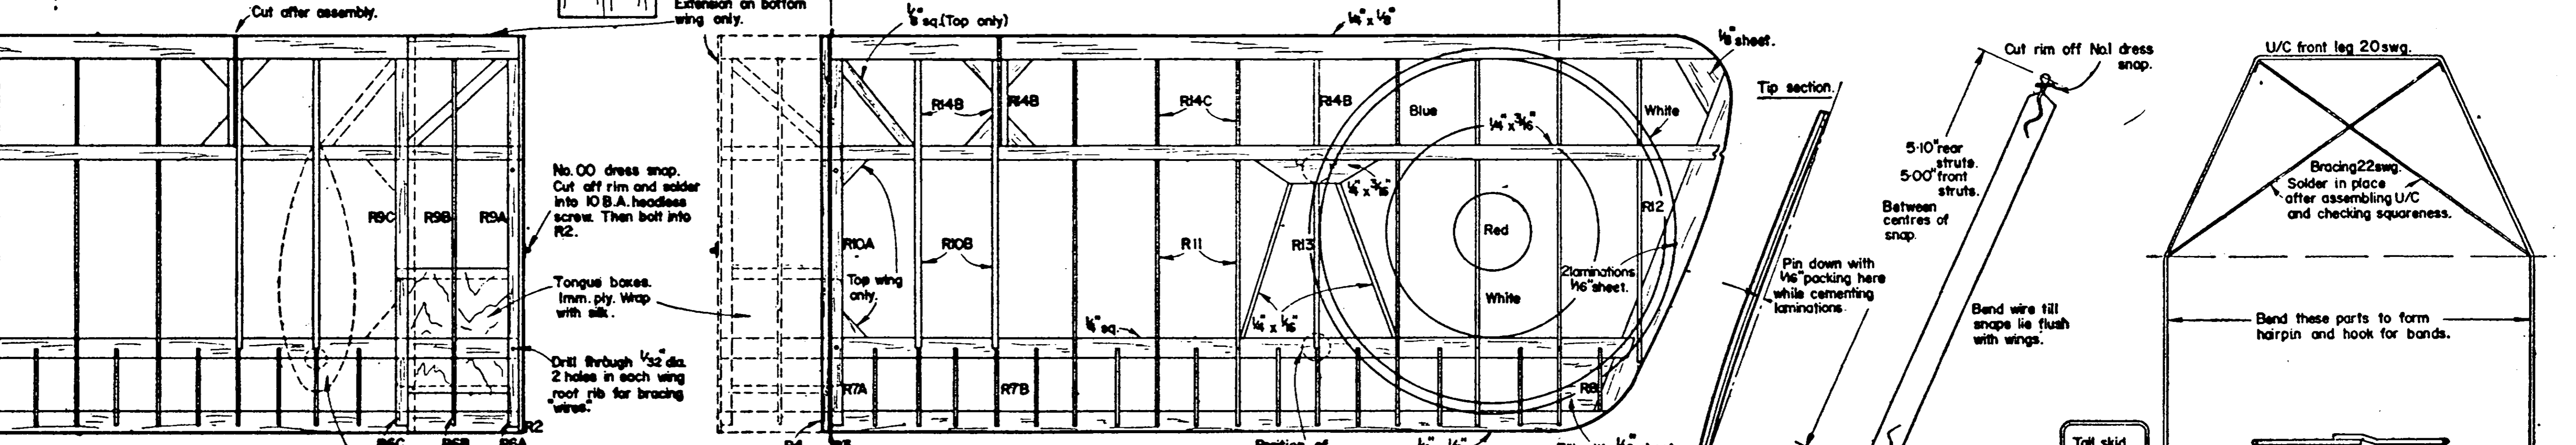 Cut after assembly.
Extension on bottom
wing only.
1/8" sq.(Top only)
1/4" x 1/8"
1/8" sheet.
R14B
R14B
R14C
R14B
Blue
1/4" x 3/16"
White
No. 00 dress snap.
Cut off rim and solder
into 10 B.A. headless
screw. Then bolt into
R2.
R9C
R9B
R9A
R10A
R10B
R11
R13
1/4" x 3/16"
Red
R12
Top wing
only.
Tongue boxes.
1mm. ply. Wrap
with silk.
2 laminations
1/16" sheet.
White
1/4" sq.
1/4" x 1/16"
Drill through 1/32" dia.
2 holes in each wing
root rib for bracing
"wires."
R7A
R7B
R8
R2
R6C
R6B
R6A
R3
Position of
Tip section.
Pin down with
1/16" packing here
while cementing
laminations.
Cut rim off No.1 dress
snap.
5·10" rear
struts.
5·00" front
struts.
Between
centres of
snap.
Bend wire till
snaps lie flush
with wings.
U/C front leg 20swg.
Bracing 22swg.
Solder in place
after assembling U/C
and checking squareness.
Bend these parts to form
hairpin and hook for bands.
Tail skid